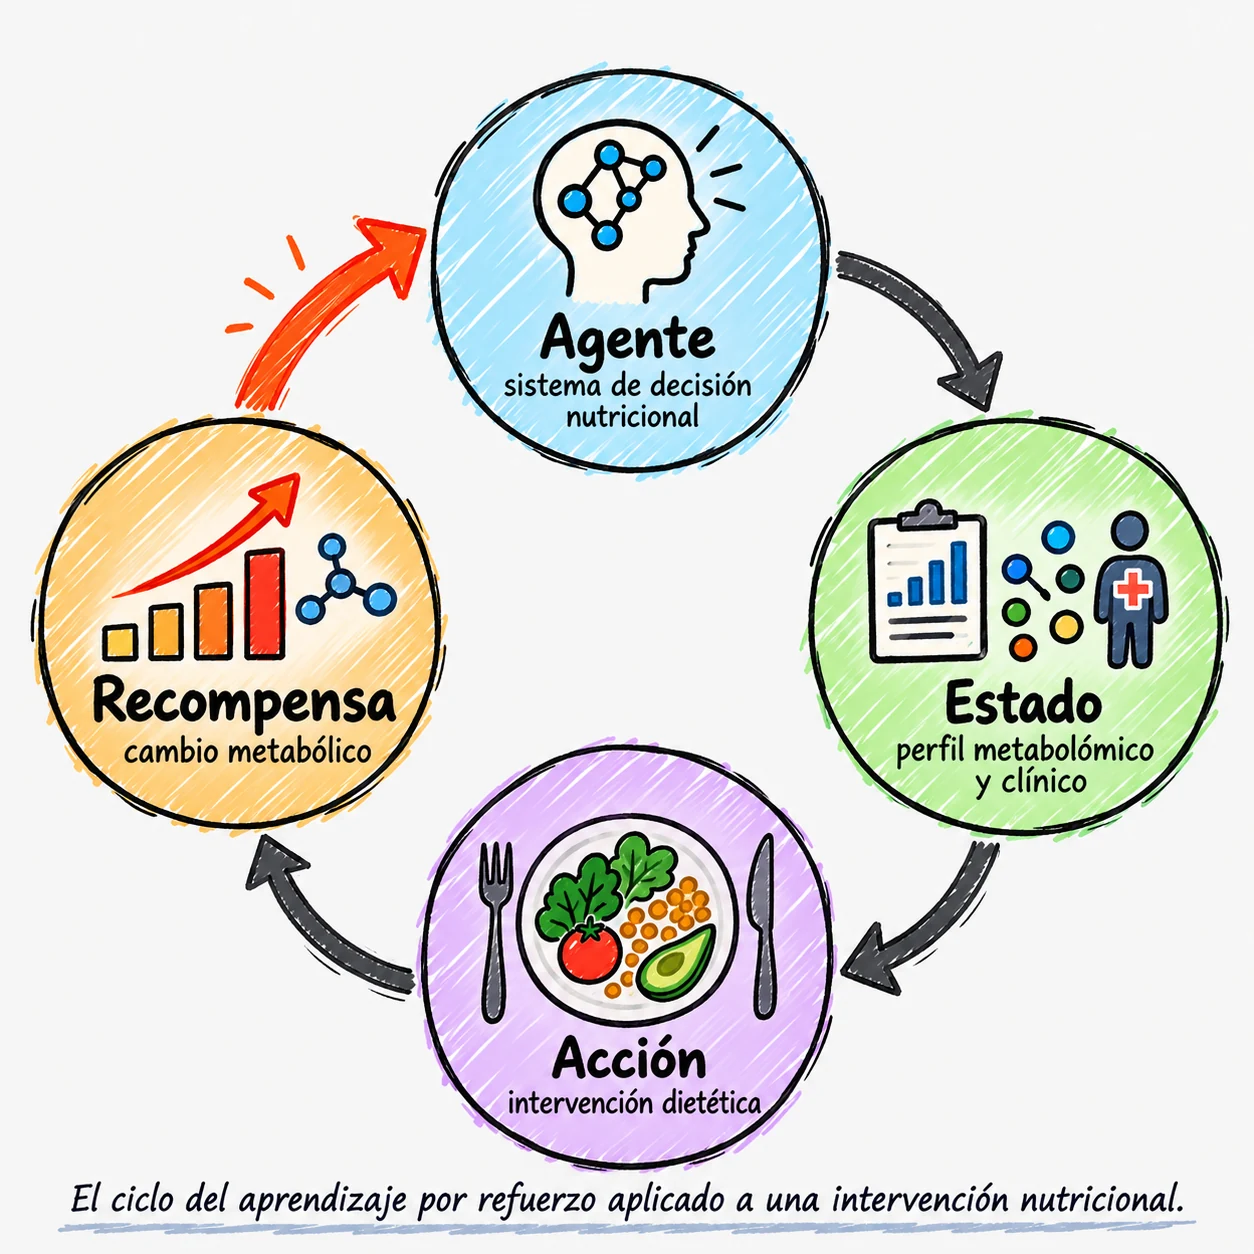 Agente
sistema de decisión
nutricional
Recompensa
cambio metabólico
Estado
perfil metabolómico
y clínico
Acción
intervención dietética
El ciclo del aprendizaje por refuerzo aplicado a una intervención nutricional.